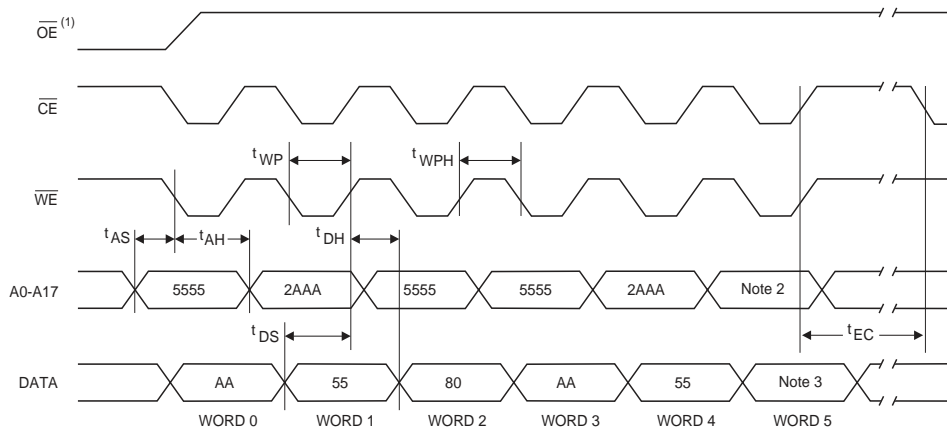 OE (1)
CE
t WP
t WPH
WE
t AS
t AH
t DH
A0-A17
5555
2AAA
5555
5555
2AAA
Note 2
t DS
t EC
DATA
AA
55
80
AA
55
Note 3
WORD 0
WORD 1
WORD 2
WORD 3
WORD 4
WORD 5